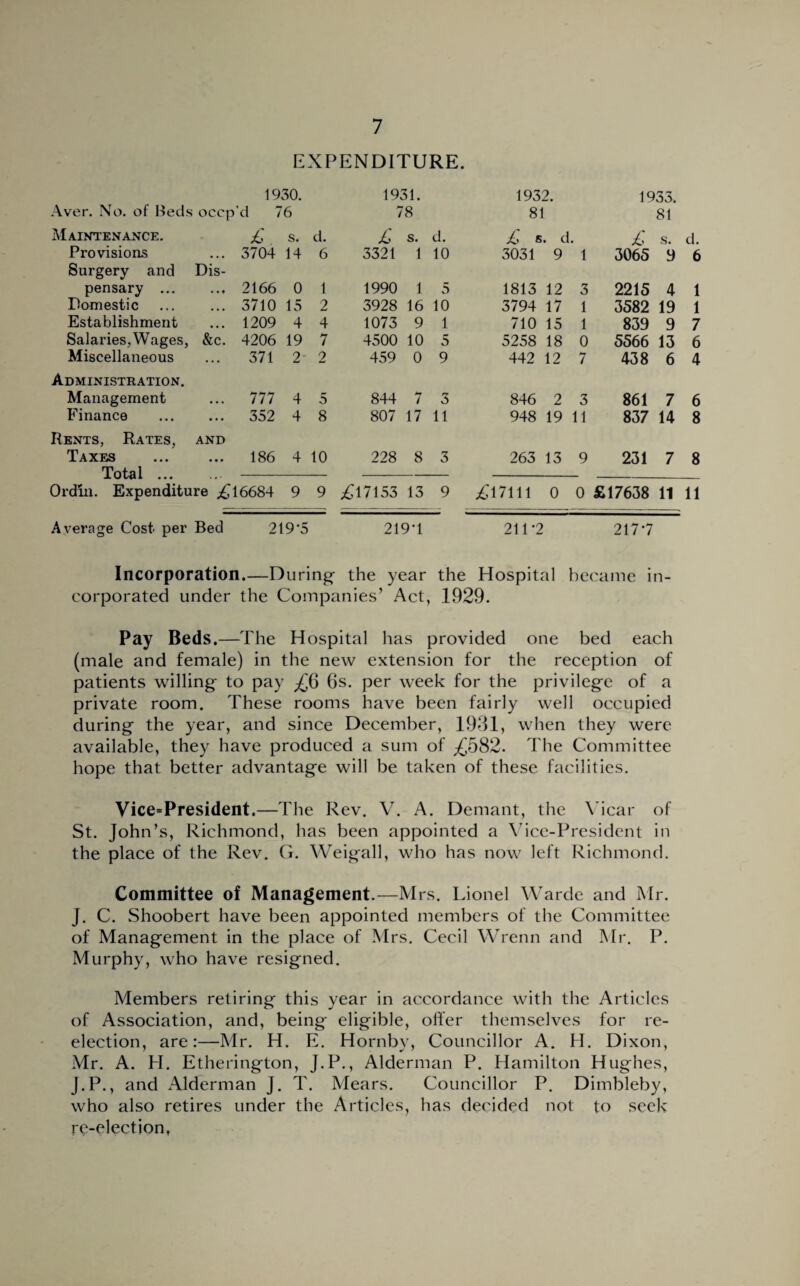 7
EXPENDITURE.
1930. 1931. 1932. 1933.
Aver. No. of Beds occp'd 76 78 81 81
MAINTENANCE. £ s. d. £ s. d. £ s. d. £ s. d.
Provisions ... 3704 14 6 3321 1 10 3031 9 1 3065 9 6
Surgery and Dis-
pensary ... ... 2166 0 1 1990 1 5 1813 12 3 2215 4 1
Domestic ... ... 3710 15 2 3928 16 10 3794 17 1 3582 19 1
Establishment ... 1209 4 4 1073 9 1 710 15 1 839 9 7
Salaries,Wages, &c. 4206 19 7 4500 10 5 5258 18 0 5566 13 6
Miscellaneous ... 371 2 2 459 0 9 442 12 7 438 6 4
ADMINISTRATION.
Management ... 777 4 5 844 7 3 846 2 3 861 7 6
Finance ... ... 352 4 8 807 17 11 948 19 11 837 14 8
RENTS, RATES, AND
TAXES ... ... 186 4 10 228 8 3 263 13 9 231 7 8
Total ... ...
Ordin. Expenditure £16684 9 9 £17153 13 9 £17111 0 0 £17638 11 11
Average Cost per Bed 219·5 219·1 211·2 217·7
Incorporation.—During the year the Hospital became in-
corporated under the Companies' Act, 1929.
Pay Beds.—The Hospital has provided one bed each
(male and female) in the new extension for the reception of
patients willing to pay £6 6s. per week for the privilege of a
private room. These rooms have been fairly well occupied
during the year, and since December, 1931, when they were
available, they have produced a sum of £582. The Committee
hope that better advantage will be taken of these facilities.
Vice=President.—The Rev. V. A. Demant, the Vicar of
St. John's, Richmond, has been appointed a Vice-President in
the place of the Rev. G. Weigall, who has now left Richmond.
Committee of Management.—Mrs. Lionel Warde and Mr.
J. C. Shoobert have been appointed members of the Committee
of Management in the place of Mrs. Cecil Wrenn and Mr. P.
Murphy, who have resigned.
Members retiring this year in accordance with the Articles
of Association, and, being eligible, offer themselves for re-
election, are:—Mr. H. E. Hornby, Councillor A. H. Dixon,
Mr. A. H. Etherington, J.P., Alderman P. Hamilton Hughes,
J.P., and Alderman J. T. Mears. Councillor P. Dimbleby,
who also retires under the Articles, has decided not to seek
re-election,